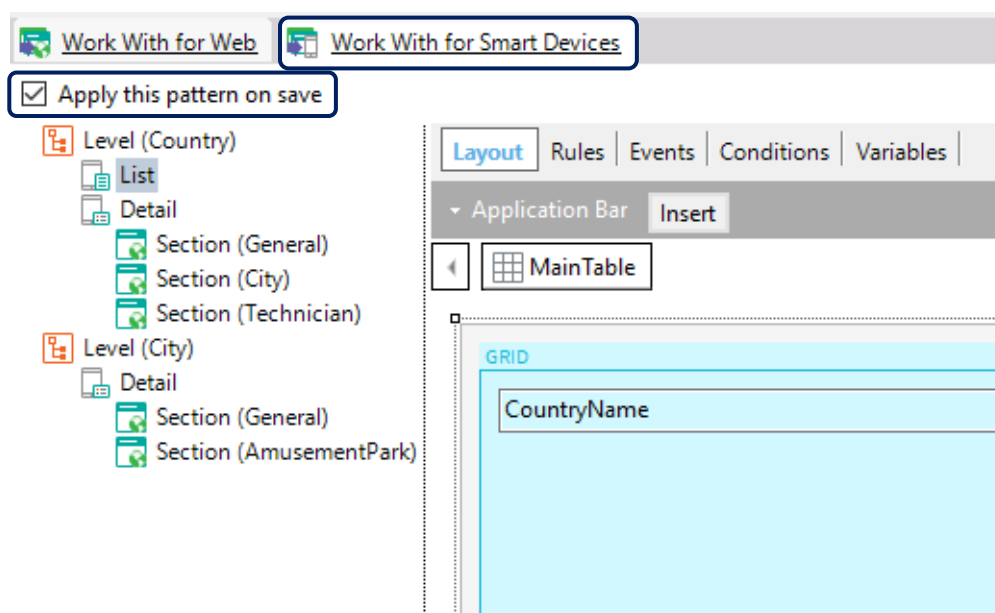 Work With for Web
Work With for Smart Devices
Apply this pattern on save
Level (Country)
List
Detail
Section (General)
Section (City)
Section (Technician)
Level (City)
Detail
Section (General)
Section (AmusementPark)
Layout
Rules
Events
Conditions
Variables
Application Bar
Insert
MainTable
GRID
CountryName